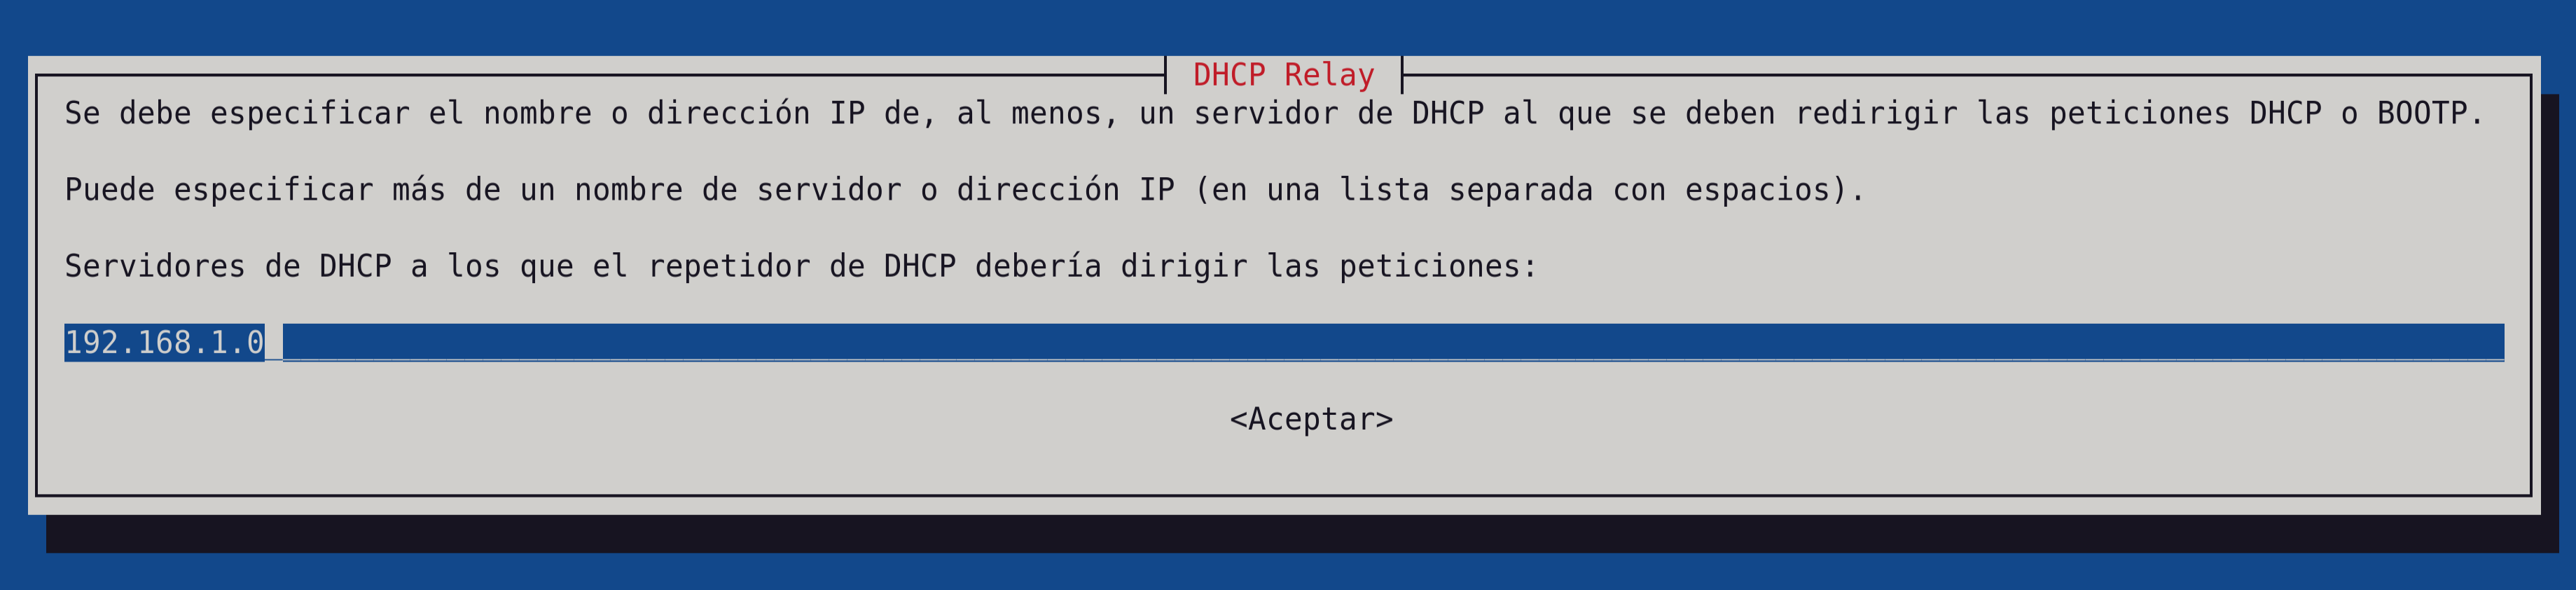 DHCP Relay
Se debe especificar el nombre o dirección IP de, al menos, un servidor de DHCP al que se deben redirigir las peticiones DHCP o BOOTP.
Puede especificar más de un nombre de servidor o dirección IP (en una lista separada con espacios).
Servidores de DHCP a los que el repetidor de DHCP debería dirigir las peticiones:
192.168.1.0
<Aceptar>